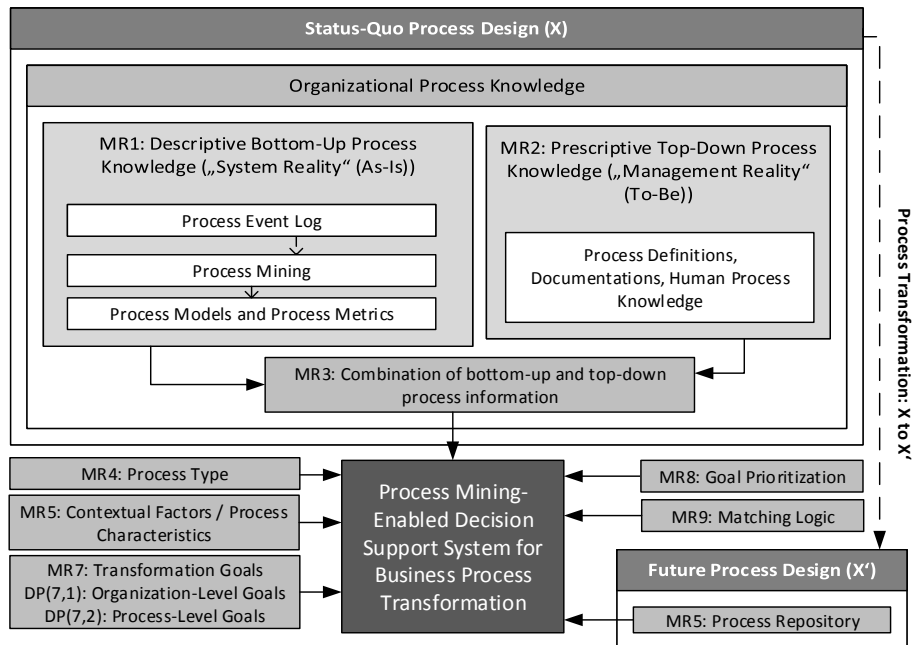 Status-Quo Process Design (X)
Organizational Process Knowledge
MR1: Descriptive Bottom-Up Process
Knowledge („System Reality“ (As-Is))
Process Event Log
Process Mining
Process Models and Process Metrics
MR2: Prescriptive Top-Down Process
Knowledge („Management Reality“
(To-Be))
Process Definitions,
Documentations, Human Process
Knowledge
MR3: Combination of bottom-up and top-down
process information
Process Transformation: X to X‘
MR4: Process Type
MR5: Contextual Factors / Process
Characteristics
MR7: Transformation Goals
DP(7,1): Organization-Level Goals
DP(7,2): Process-Level Goals
Process Mining-
Enabled Decision
Support System for
Business Process
Transformation
MR8: Goal Prioritization
MR9: Matching Logic
Future Process Design (X‘)
MR5: Process Repository